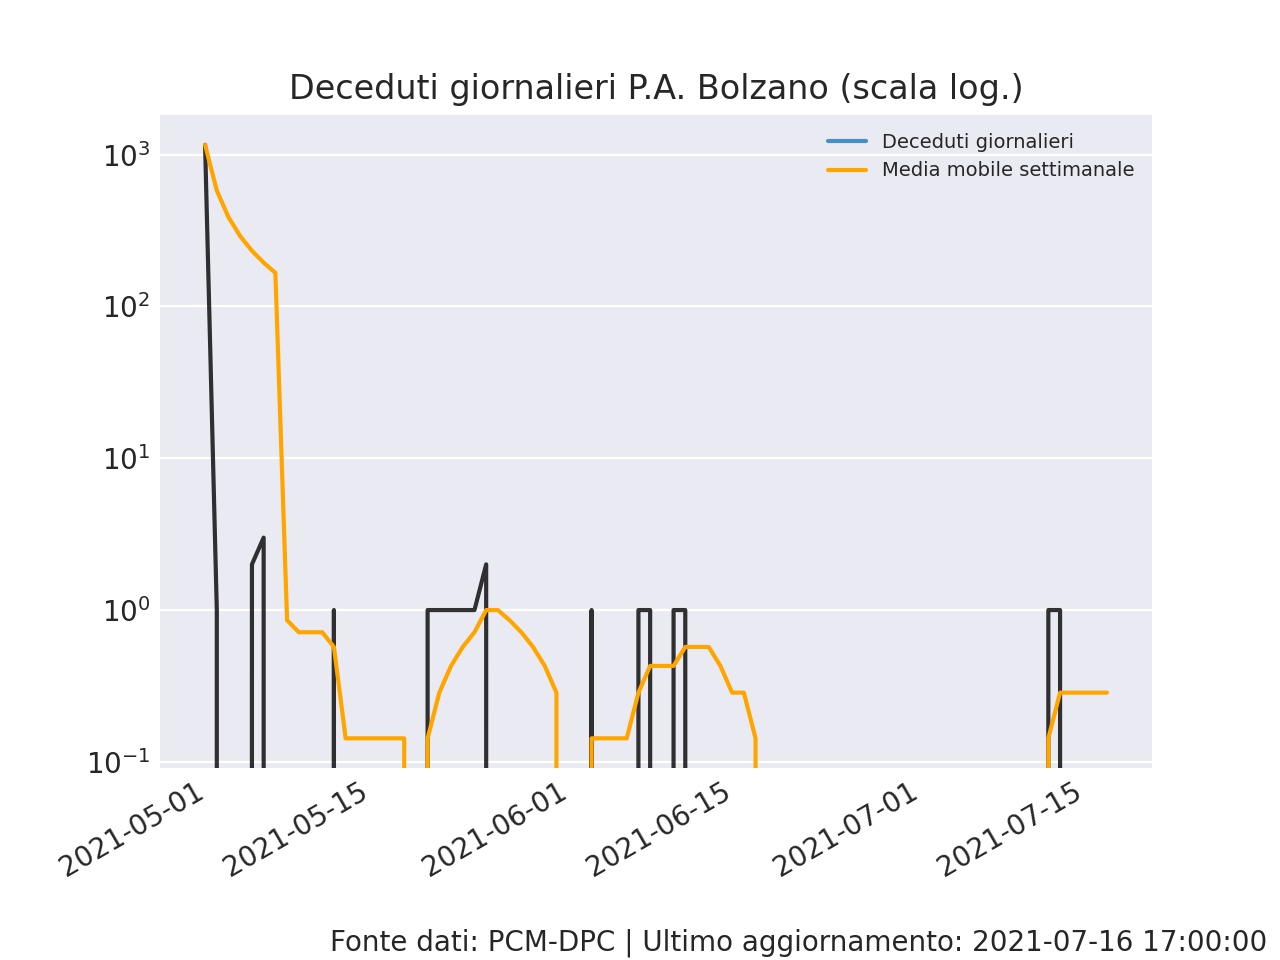 Deceduti giornalieri P.A. Bolzano (scala log.)
Deceduti giornalieri
Media mobile settimanale
10³
10²
10¹
10⁰
10⁻¹
2021-05-01
2021-05-15
2021-06-01
2021-06-15
2021-07-01
2021-07-15
Fonte dati: PCM-DPC | Ultimo aggiornamento: 2021-07-16 17:00:00